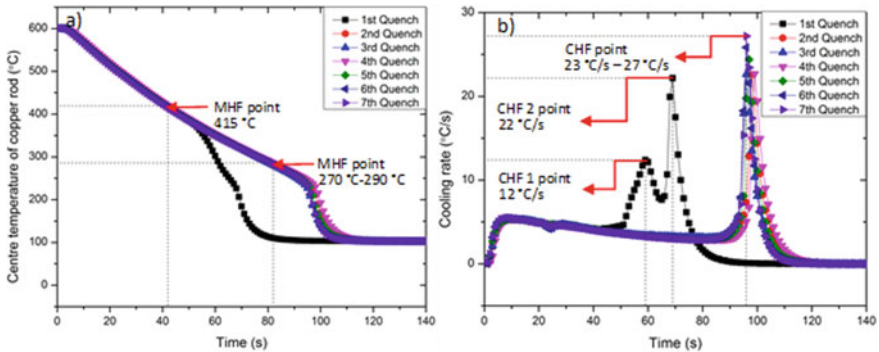 a)
Centre temperature of copper rod (°C)
600
500
400
300
200
100
0
0 20 40 60 80 100 120 140
Time (s)
1st Quench
2nd Quench
3rd Quench
4th Quench
5th Quench
6th Quench
7th Quench
MHF point
415 °C
MHF point
270 °C-290 °C
b)
Cooling rate (°C/s)
30
25
20
15
10
5
0
0 20 40 60 80 100 120 140
Time (s)
1st Quench
2nd Quench
3rd Quench
4th Quench
5th Quench
6th Quench
7th Quench
CHF point
23 °C/s – 27 °C/s
CHF 2 point
22 °C/s
CHF 1 point
12 °C/s